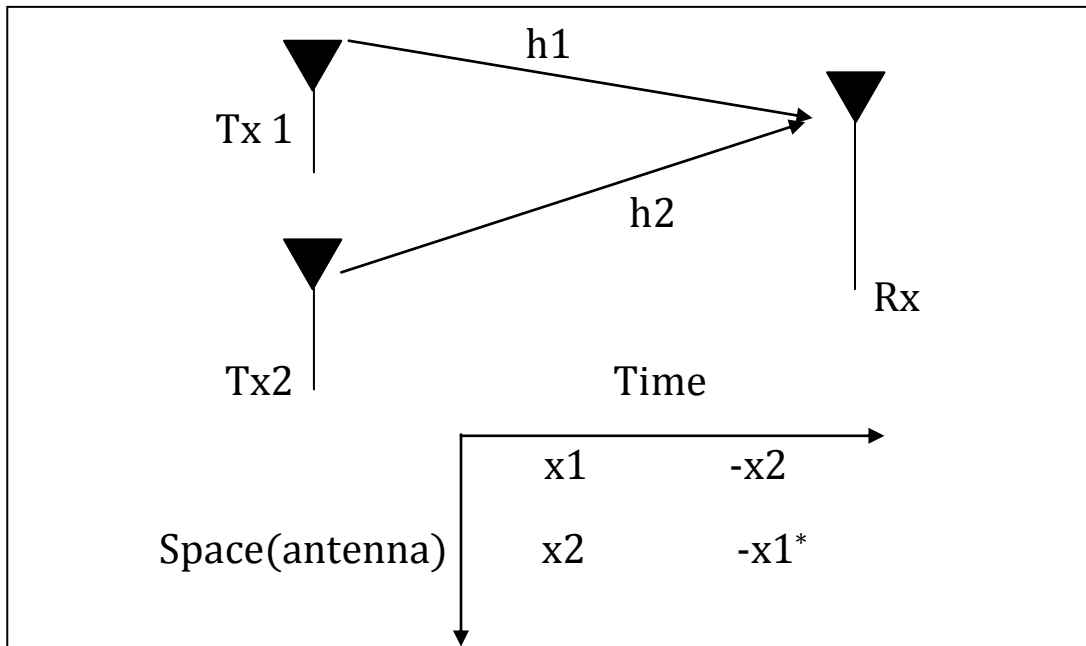 h1
Tx 1
h2
Rx
Tx2
Time
x1 -x2
Space(antenna) x2 -x1*